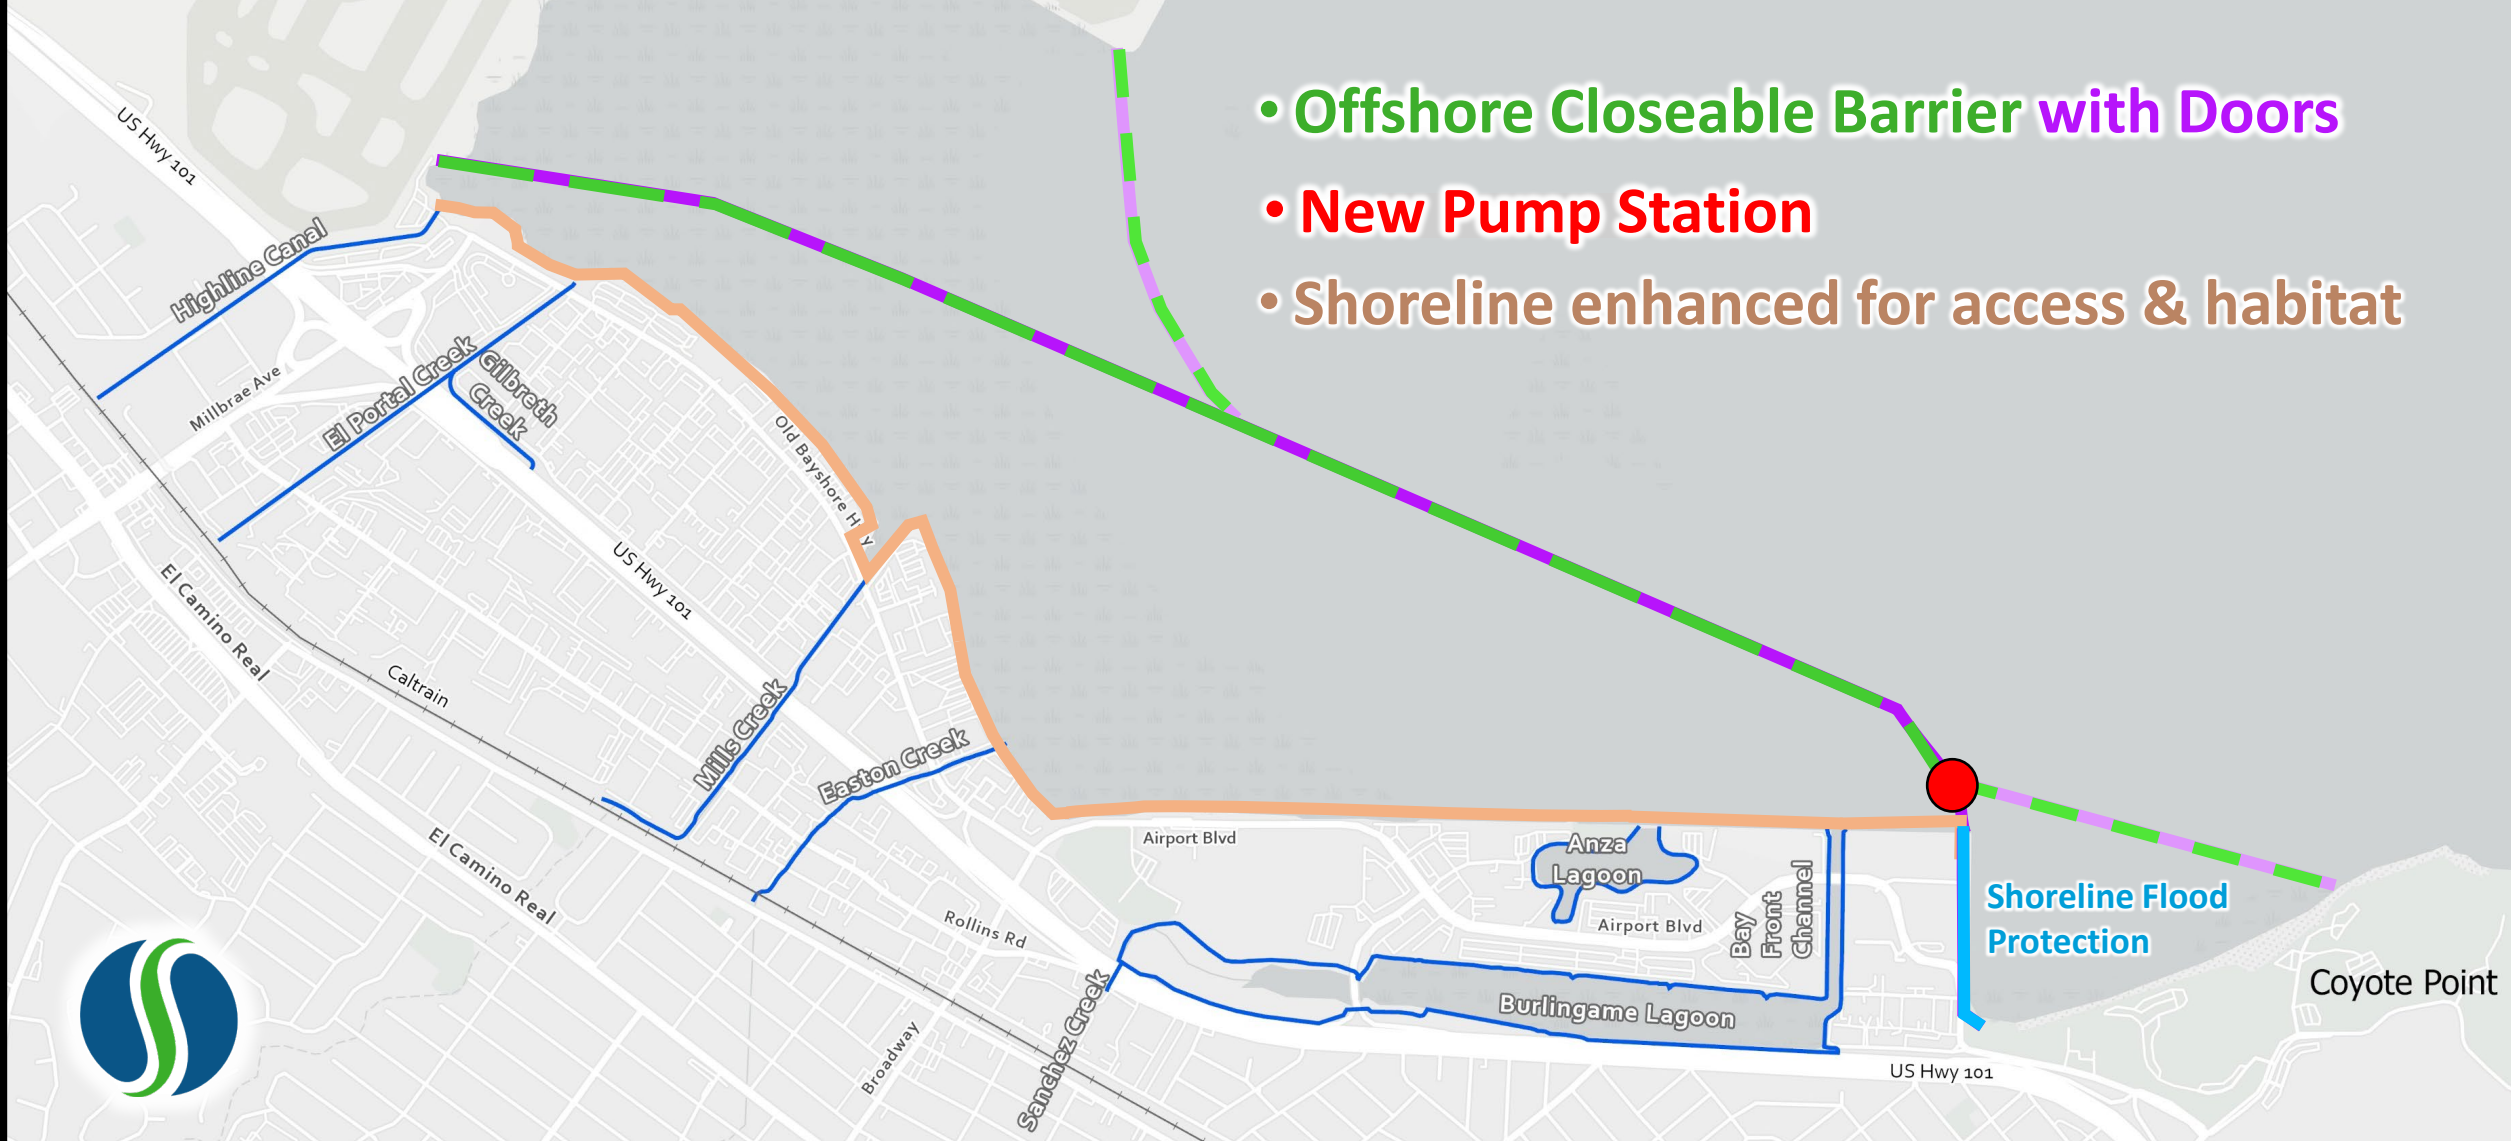 • Offshore Closeable Barrier with Doors
• New Pump Station
• Shoreline enhanced for access & habitat
US Hwy 101
Highline Canal
Millbrae Ave
El Portal Creek
Gilbreth
Creek
Old Bayshore H y
US Hwy 101
El Camino Real
Caltrain
Mills Creek
Easton Creek
El Camino Real
Airport Blvd
Anza
Lagoon
Airport Blvd
Bay
Front
Channel
Shoreline Flood
Protection
Rollins Rd
Coyote Point
Burlingame Lagoon
Sanchez Creek
Broadway
US Hwy 101